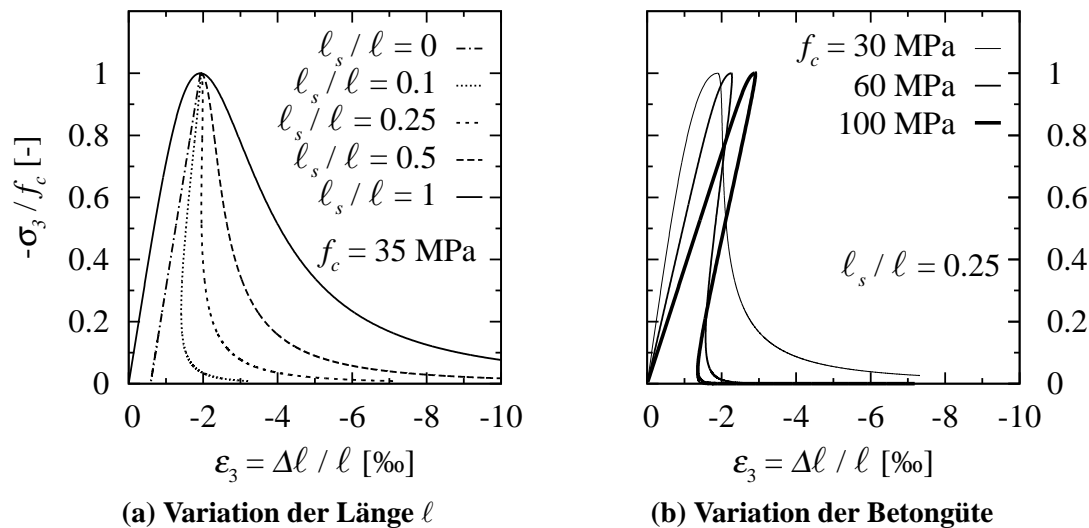 ℓs / ℓ = 0
ℓs / ℓ = 0.1
ℓs / ℓ = 0.25
ℓs / ℓ = 0.5
ℓs / ℓ = 1
fc = 35 MPa
-σ3 / fc [-]
1
0.8
0.6
0.4
0.2
0
0 -2 -4 -6 -8 -10
ε3 = Δℓ / ℓ [‰]
(a) Variation der Länge ℓ
fc = 30 MPa
60 MPa
100 MPa
ℓs / ℓ = 0.25
1
0.8
0.6
0.4
0.2
0
0 -2 -4 -6 -8 -10
ε3 = Δℓ / ℓ [‰]
(b) Variation der Betongüte